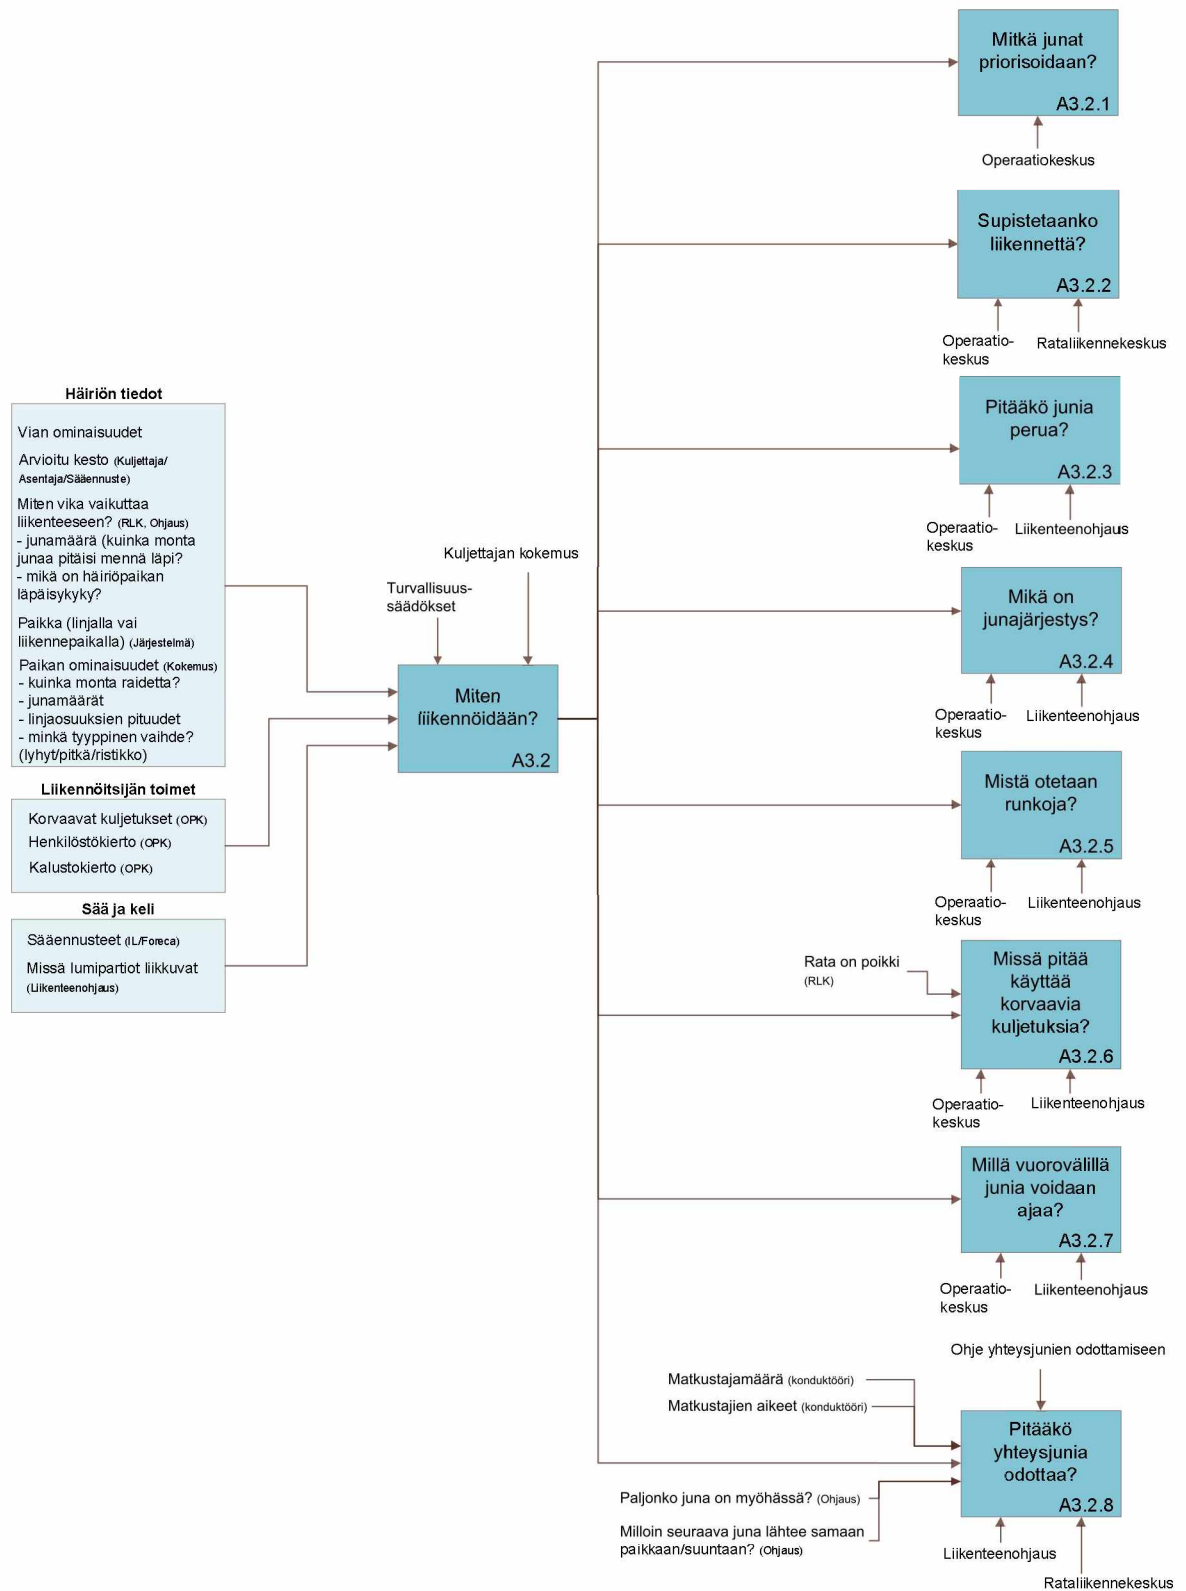 Mitkä junat
priorisoidaan?
A3.2.1
Operaatiokeskus
Supistetaanko
liikennettä?
A3.2.2
Operaatio-
keskus
Rataliikennekeskus
Pitääkö junia
perua?
A3.2.3
Operaatio-
keskus
Liikenteenohjaus
Mikä on
junajärjestys?
A3.2.4
Operaatio-
keskus
Liikenteenohjaus
Mistä otetaan
runkoja?
A3.2.5
Operaatio-
keskus
Liikenteenohjaus
Rata on poikki
(RLK)
Missä pitää
käyttää
korvaavia
kuljetuksia?
A3.2.6
Operaatio-
keskus
Liikenteenohjaus
Millä vuorovälillä
junia voidaan
ajaa?
A3.2.7
Operaatio-
keskus
Liikenteenohjaus
Ohje yhteysjunien odottamiseen
Matkustajamäärä (konduktööri)
Matkustajien aikeet (konduktööri)
Pitääkö
yhteysjunia
odottaa?
A3.2.8
Paljonko juna on myöhässä? (Ohjaus)
Milloin seuraava juna lähtee samaan
paikkaan/suuntaan? (Ohjaus)
Liikenteenohjaus
Rataliikennekeskus
Kuljettajan kokemus
Turvallisuus-
säädökset
Miten
liikennöidään?
A3.2
Häiriön tiedot
Vian ominaisuudet
Arvioitu kesto (Kuljettaja/
Asentaja/Sääennuste)
Miten vika vaikuttaa
liikenteeseen? (RLK, Ohjaus)
- junamäärä (kuinka monta
junaa pitäisi mennä läpi?
- mikä on häiriöpaikan
läpäisykyky?
Paikka (linjalla vai
liikennepaikalla) (Järjestelmä)
Paikan ominaisuudet (Kokemus)
- kuinka monta raidetta?
- junamäärät
- linjaosuuksien pituudet
- minkä tyyppinen vaihde?
(lyhyt/pitkä/ristikko)
Liikennöitsijän toimet
Korvaavat kuljetukset (OPK)
Henkilöstökierto (OPK)
Kalustokierto (OPK)
Sää ja keli
Sääennusteet (IL/Foreca)
Missä lumipartiot liikkuvat
(Liikenteenohjaus)